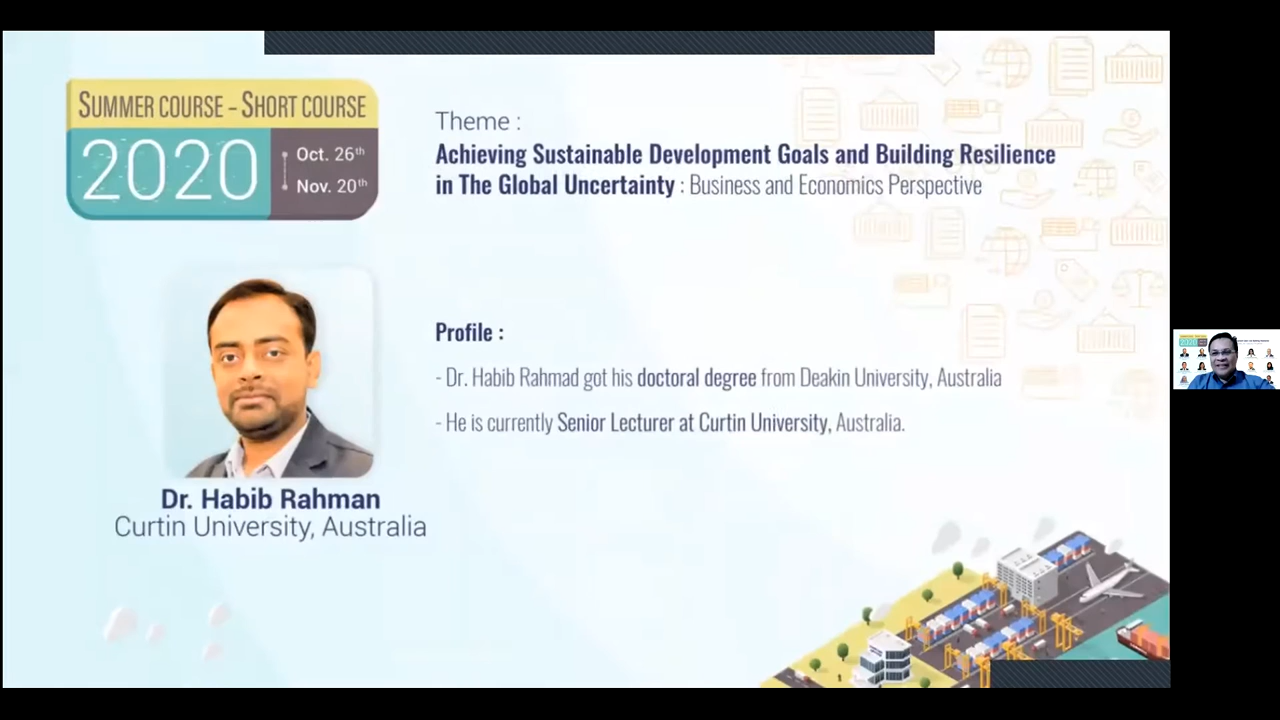 SUMMER COURSE - SHORT COURSE
2020
Oct. 26th
Nov. 20th
Theme :
Achieving Sustainable Development Goals and Building Resilience
in The Global Uncertainty : Business and Economics Perspective
Profile :
- Dr. Habib Rahmad got his doctoral degree from Deakin University, Australia
- He is currently Senior Lecturer at Curtin University, Australia.
Dr. Habib Rahman
Curtin University, Australia